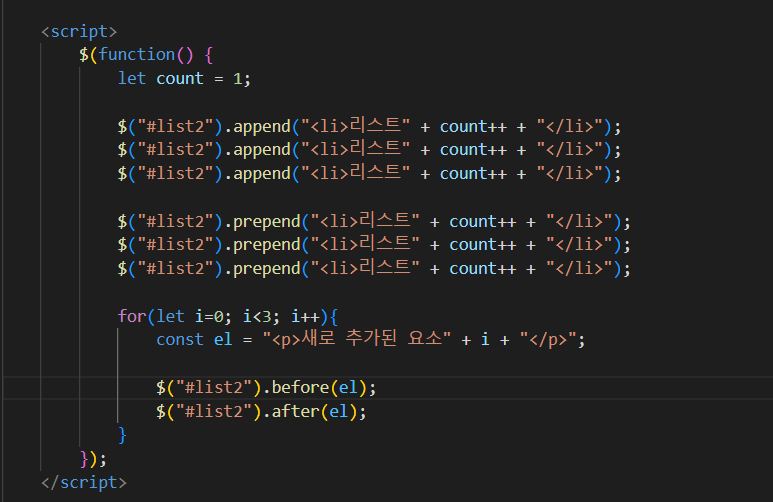 <script>
$(function() {
let count = 1;
$("#list2").append("<li>리스트" + count++ + "</li>");
$("#list2").append("<li>리스트" + count++ + "</li>");
$("#list2").append("<li>리스트" + count++ + "</li>");
$("#list2").prepend("<li>리스트" + count++ + "</li>");
$("#list2").prepend("<li>리스트" + count++ + "</li>");
$("#list2").prepend("<li>리스트" + count++ + "</li>");
for(let i=0; i<3; i++){
const el = "<p>새로 추가된 요소" + i + "</p>";
$("#list2").before(el);
$("#list2").after(el);
}
});
</script>